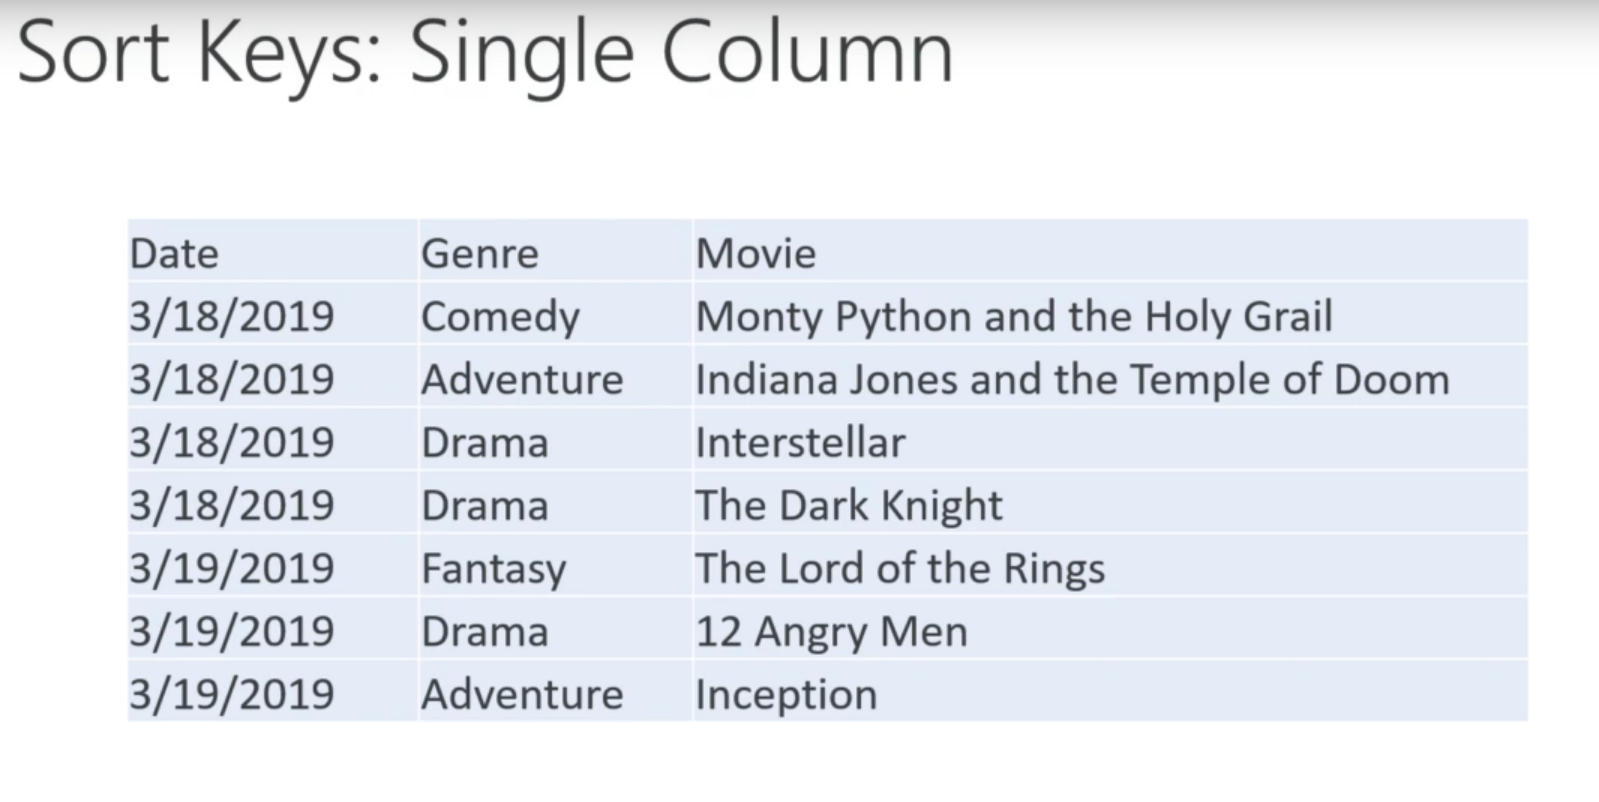 Sort Keys: Single Column
Date Genre Movie
3/18/2019 Comedy Monty Python and the Holy Grail
3/18/2019 Adventure Indiana Jones and the Temple of Doom
3/18/2019 Drama Interstellar
3/18/2019 Drama The Dark Knight
3/19/2019 Fantasy The Lord of the Rings
3/19/2019 Drama 12 Angry Men
3/19/2019 Adventure Inception